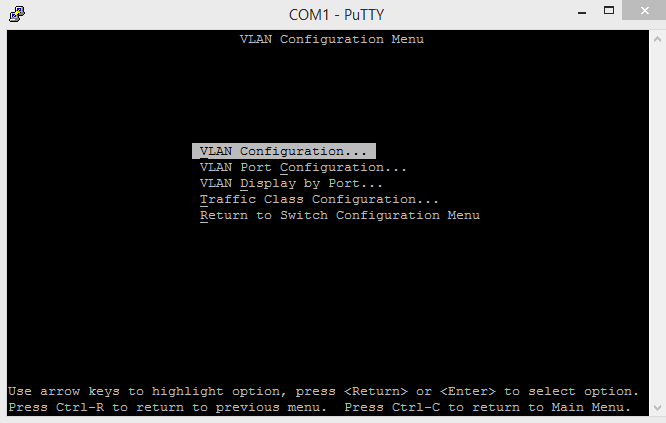 COM1 - PuTTY
VLAN Configuration Menu
VLAN Configuration...
VLAN Port Configuration...
VLAN Display by Port...
Traffic Class Configuration...
Return to Switch Configuration Menu
Use arrow keys to highlight option, press <Return> or <Enter> to select option.
Press Ctrl-R to return to previous menu.  Press Ctrl-C to return to Main Menu.